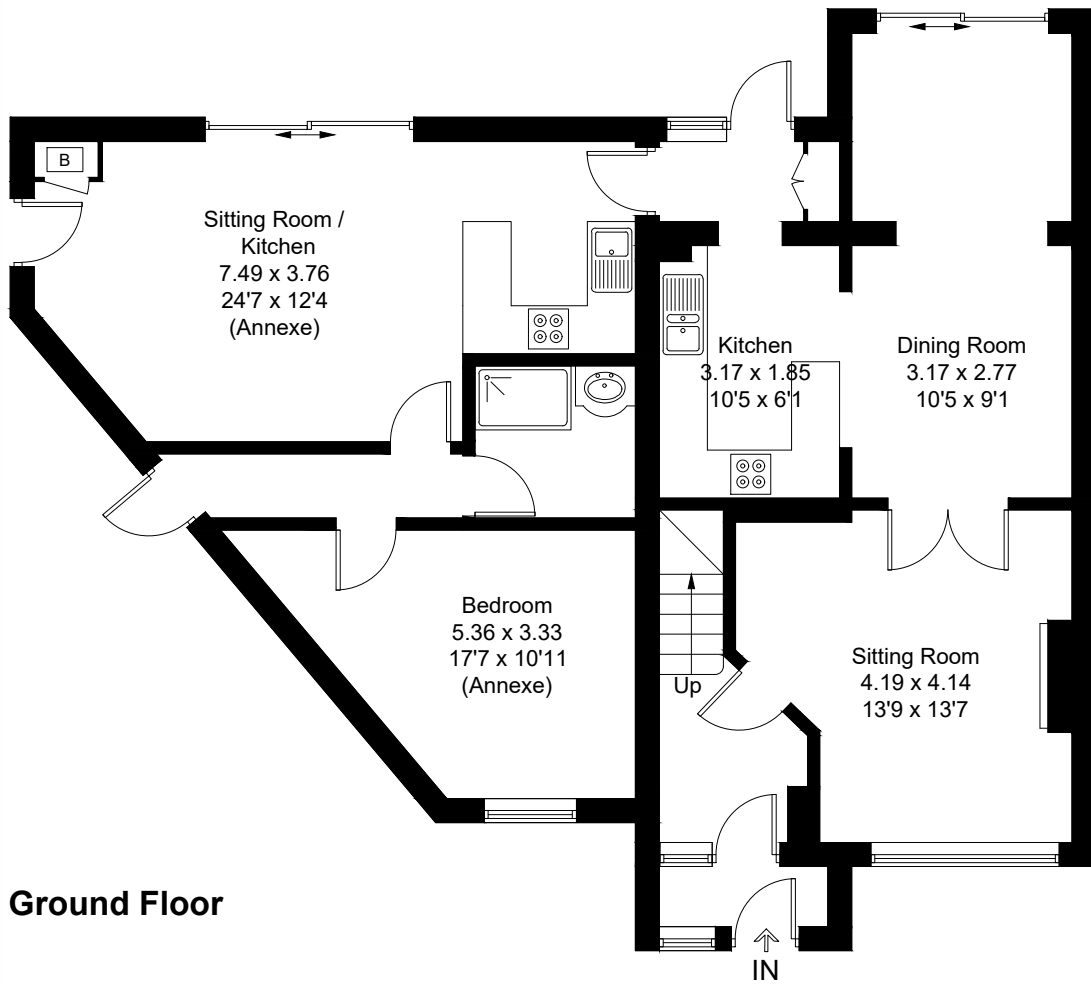 B
Sitting Room /
Kitchen
7.49 x 3.76
24'7 x 12'4
(Annexe)
Kitchen
3.17 x 1.85
10'5 x 6'1
Dining Room
3.17 x 2.77
10'5 x 9'1
Bedroom
5.36 x 3.33
17'7 x 10'11
(Annexe)
Up
Sitting Room
4.19 x 4.14
13'9 x 13'7
Ground Floor
IN